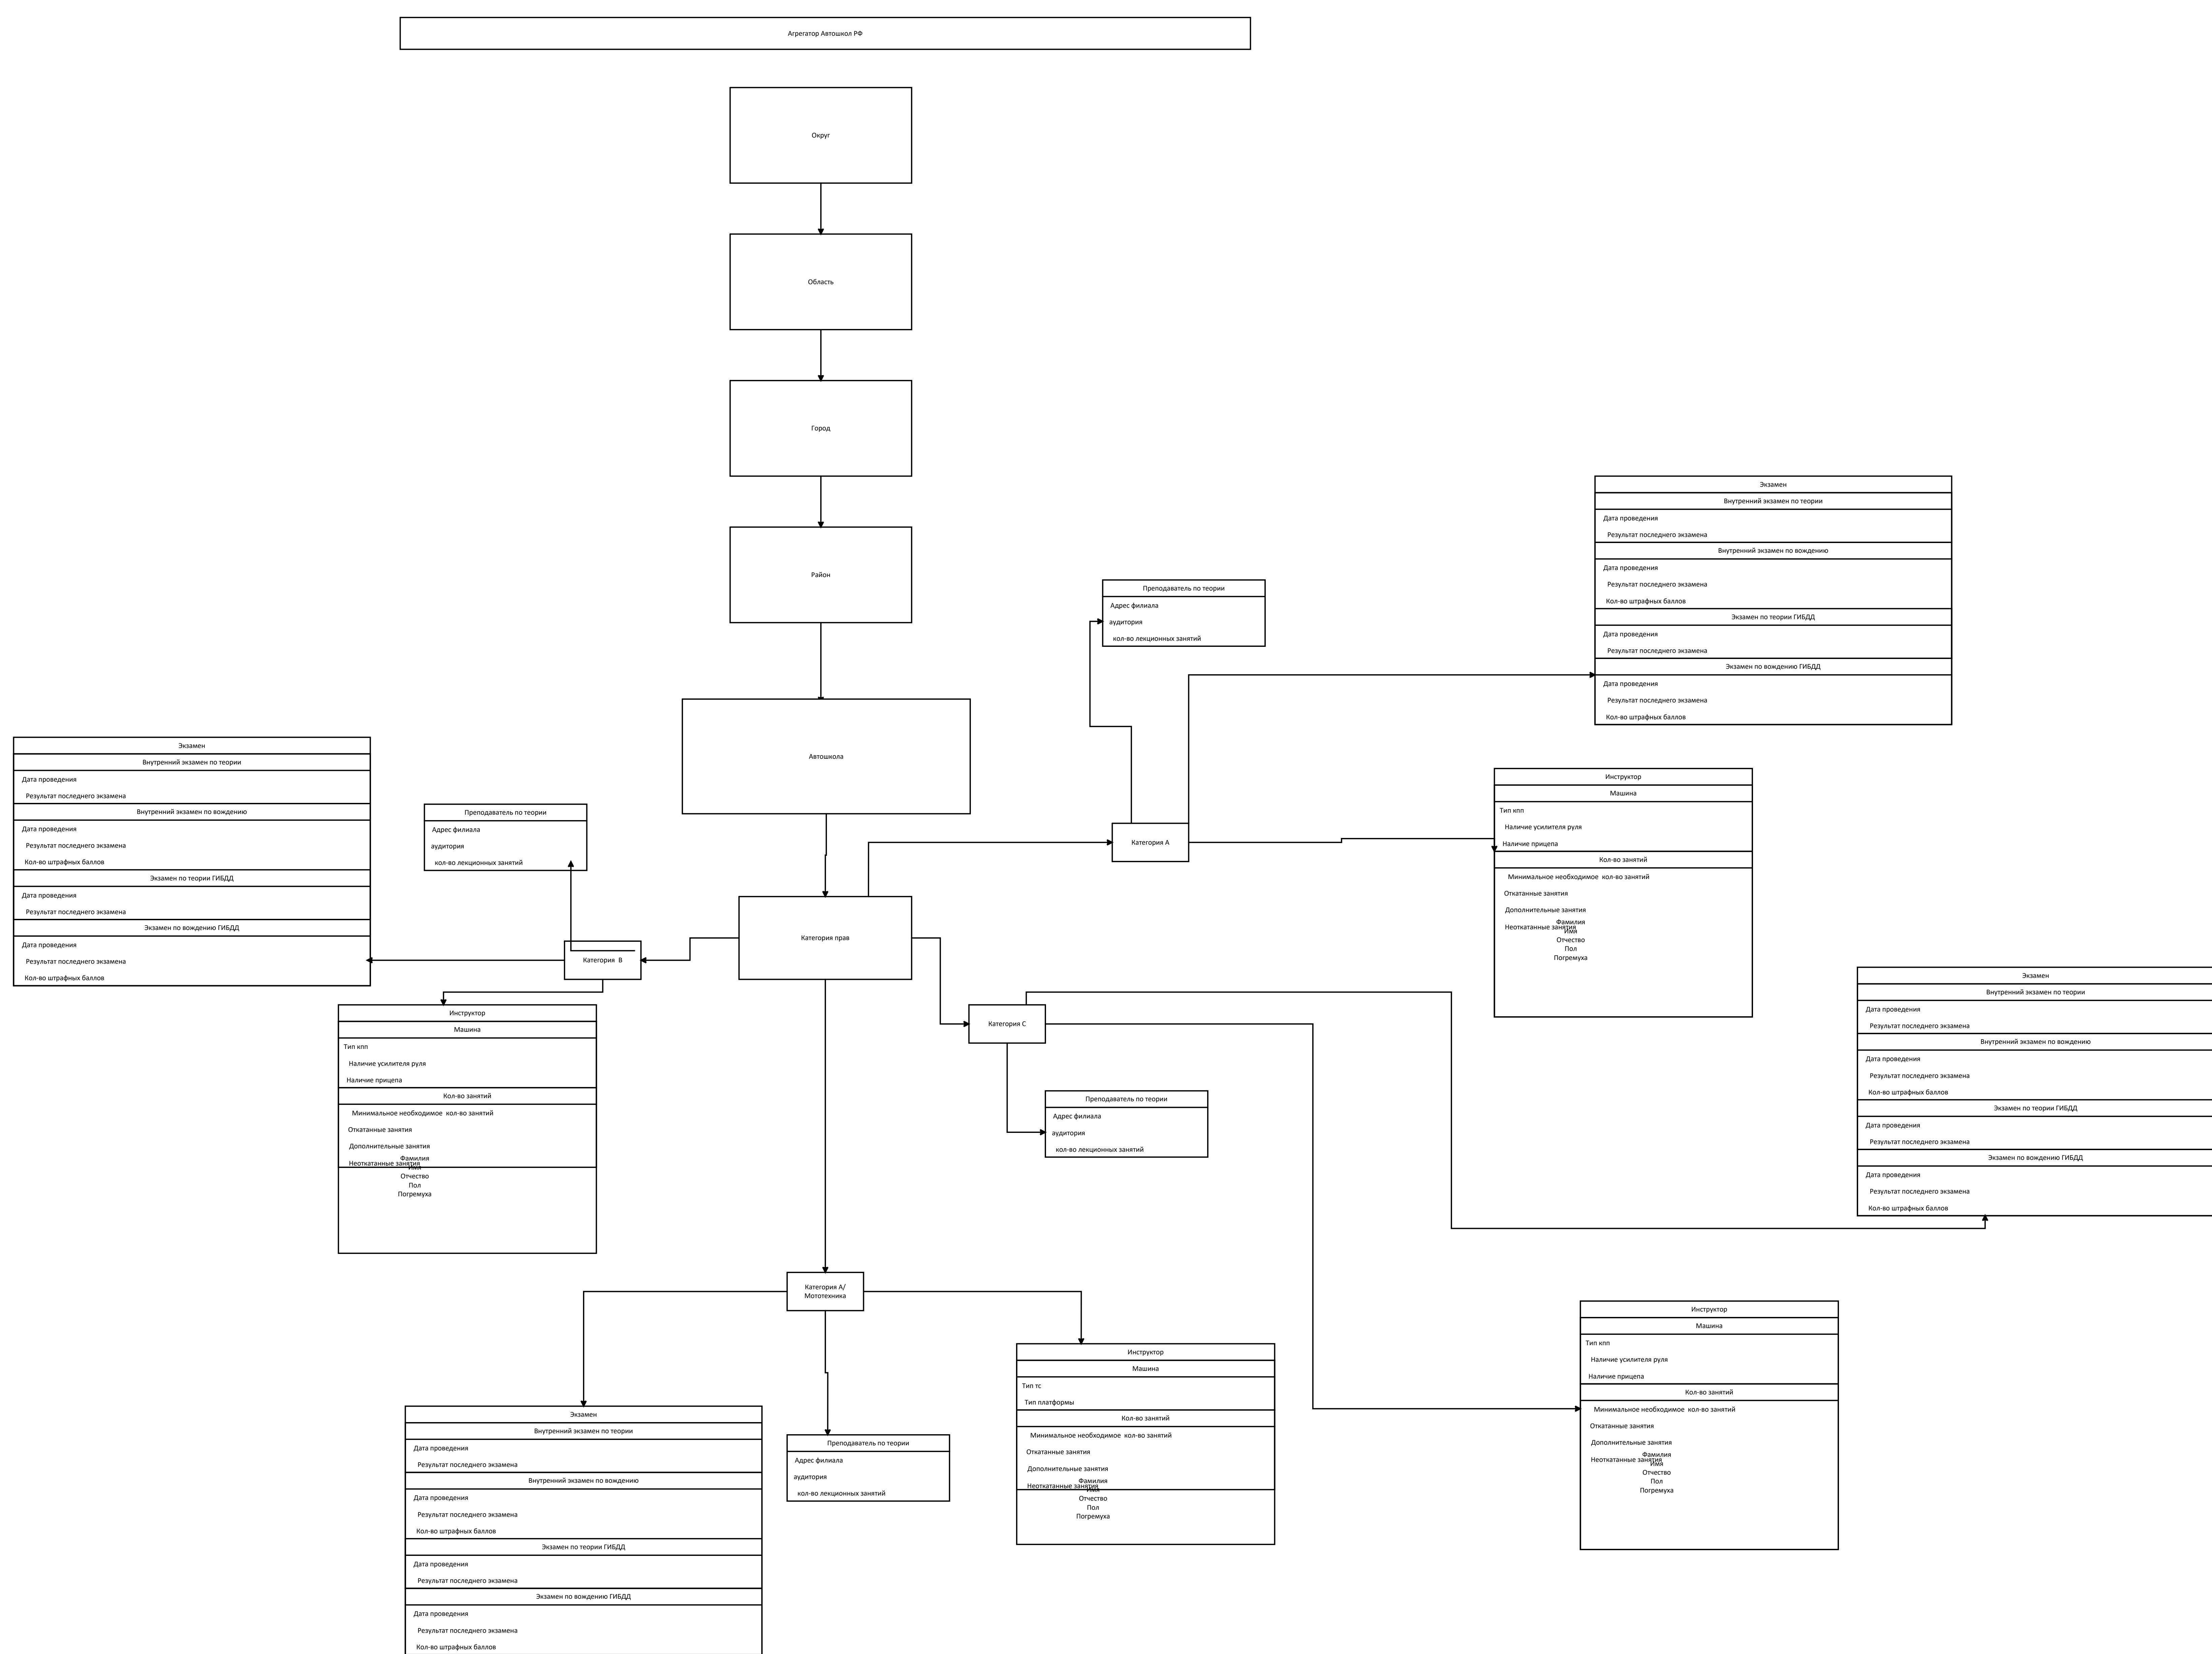 Агрегатор Автошкол РФ
Округ
Область
Город
Район
Автошкола
Категория прав
Экзамен
Внутренний экзамен по теории
Дата проведения
Результат последнего экзамена
Внутренний экзамен по вождению
Дата проведения
Результат последнего экзамена
Кол-во штрафных баллов
Экзамен по теории ГИБДД
Дата проведения
Результат последнего экзамена
Экзамен по вождению ГИБДД
Дата проведения
Результат последнего экзамена
Кол-во штрафных баллов
Преподаватель по теории
Адрес филиала
аудитория
кол-во лекционных занятий
Категория А
Инструктор
Машина
Тип кпп
Наличие усилителя руля
Наличие прицепа
Кол-во занятий
Минимальное необходимое кол-во занятий
Откатанные занятия
Дополнительные занятия
Неоткатанные занятия
Фамилия
Имя
Отчество
Пол
Погремуха
Экзамен
Внутренний экзамен по теории
Дата проведения
Результат последнего экзамена
Внутренний экзамен по вождению
Дата проведения
Результат последнего экзамена
Кол-во штрафных баллов
Экзамен по теории ГИБДД
Дата проведения
Результат последнего экзамена
Экзамен по вождению ГИБДД
Дата проведения
Результат последнего экзамена
Кол-во штрафных баллов
Преподаватель по теории
Адрес филиала
аудитория
кол-во лекционных занятий
Категория В
Инструктор
Машина
Тип кпп
Наличие усилителя руля
Наличие прицепа
Кол-во занятий
Минимальное необходимое кол-во занятий
Откатанные занятия
Дополнительные занятия
Неоткатанные занятия
Фамилия
Имя
Отчество
Пол
Погремуха
Категория С
Преподаватель по теории
Адрес филиала
аудитория
кол-во лекционных занятий
Экзамен
Внутренний экзамен по теории
Дата проведения
Результат последнего экзамена
Внутренний экзамен по вождению
Дата проведения
Результат последнего экзамена
Кол-во штрафных баллов
Экзамен по теории ГИБДД
Дата проведения
Результат последнего экзамена
Экзамен по вождению ГИБДД
Дата проведения
Результат последнего экзамена
Кол-во штрафных баллов
Инструктор
Машина
Тип кпп
Наличие усилителя руля
Наличие прицепа
Кол-во занятий
Минимальное необходимое кол-во занятий
Откатанные занятия
Дополнительные занятия
Неоткатанные занятия
Фамилия
Имя
Отчество
Пол
Погремуха
Категория А/
Мототехника
Экзамен
Внутренний экзамен по теории
Дата проведения
Результат последнего экзамена
Внутренний экзамен по вождению
Дата проведения
Результат последнего экзамена
Кол-во штрафных баллов
Экзамен по теории ГИБДД
Дата проведения
Результат последнего экзамена
Экзамен по вождению ГИБДД
Дата проведения
Результат последнего экзамена
Кол-во штрафных баллов
Преподаватель по теории
Адрес филиала
аудитория
кол-во лекционных занятий
Инструктор
Машина
Тип тс
Тип платформы
Кол-во занятий
Минимальное необходимое кол-во занятий
Откатанные занятия
Дополнительные занятия
Неоткатанные занятия
Фамилия
Имя
Отчество
Пол
Погремуха